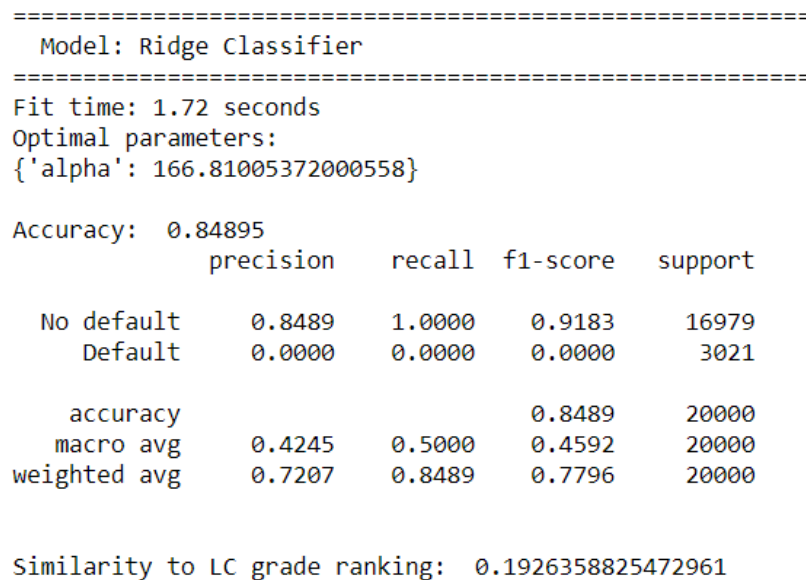 ============================================================
  Model: Ridge Classifier
============================================================
Fit time: 1.72 seconds
Optimal parameters:
{'alpha': 166.81005372000558}

Accuracy:  0.84895
              precision    recall  f1-score   support

  No default     0.8489    1.0000    0.9183     16979
     Default     0.0000    0.0000    0.0000      3021

    accuracy                         0.8489     20000
   macro avg     0.4245    0.5000    0.4592     20000
weighted avg     0.7207    0.8489    0.7796     20000

Similarity to LC grade ranking:  0.1926358825472961